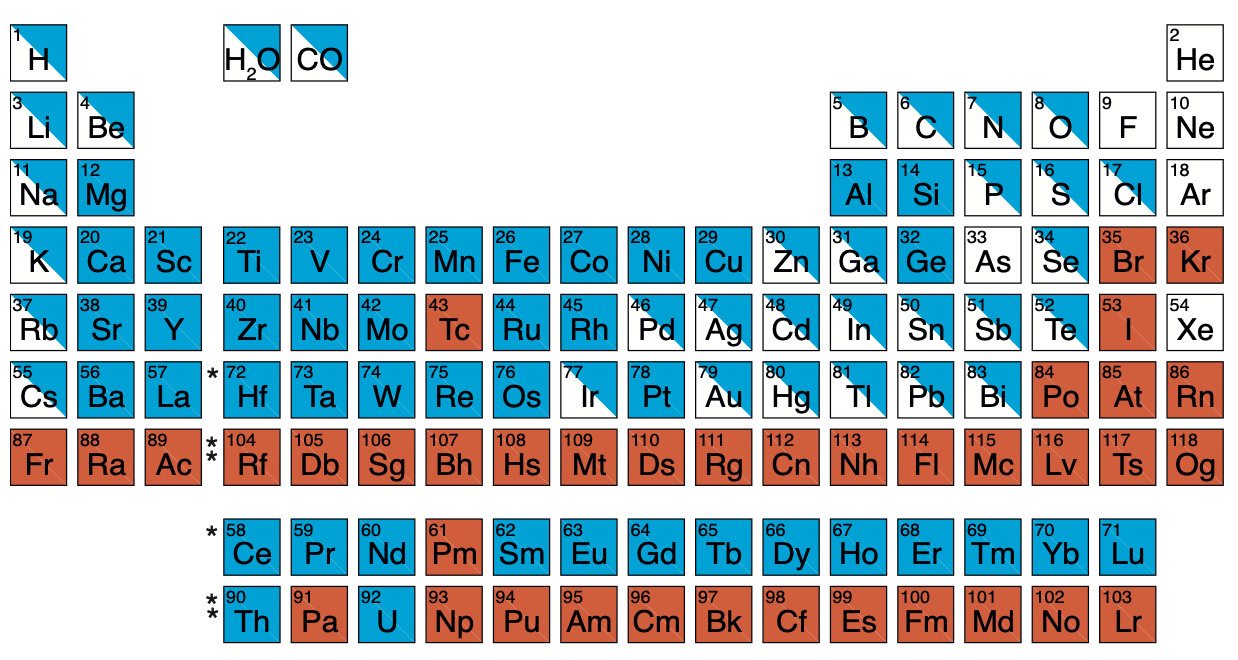 1 2
H H2O CO He
3 4 5 6 7 8 9 10
Li Be B C N O F Ne
11 12 13 14 15 16 17 18
Na Mg Al Si P S Cl Ar
19 20 21 22 23 24 25 26 27 28 29 30 31 32 33 34 35 36
K Ca Sc Ti V Cr Mn Fe Co Ni Cu Zn Ga Ge As Se Br Kr
37 38 39 40 41 42 43 44 45 46 47 48 49 50 51 52 53 54
Rb Sr Y Zr Nb Mo Tc Ru Rh Pd Ag Cd In Sn Sb Te I Xe
55 56 57 * 72 73 74 75 76 77 78 79 80 81 82 83 84 85 86
Cs Ba La Hf Ta W Re Os Ir Pt Au Hg Tl Pb Bi Po At Rn
87 88 89 * * 104 105 106 107 108 109 110 111 112 113 114 115 116 117 118
Fr Ra Ac Rf Db Sg Bh Hs Mt Ds Rg Cn Nh Fl Mc Lv Ts Og
* 58 59 60 61 62 63 64 65 66 67 68 69 70 71
Ce Pr Nd Pm Sm Eu Gd Tb Dy Ho Er Tm Yb Lu
* * 90 91 92 93 94 95 96 97 98 99 100 101 102 103
Th Pa U Np Pu Am Cm Bk Cf Es Fm Md No Lr